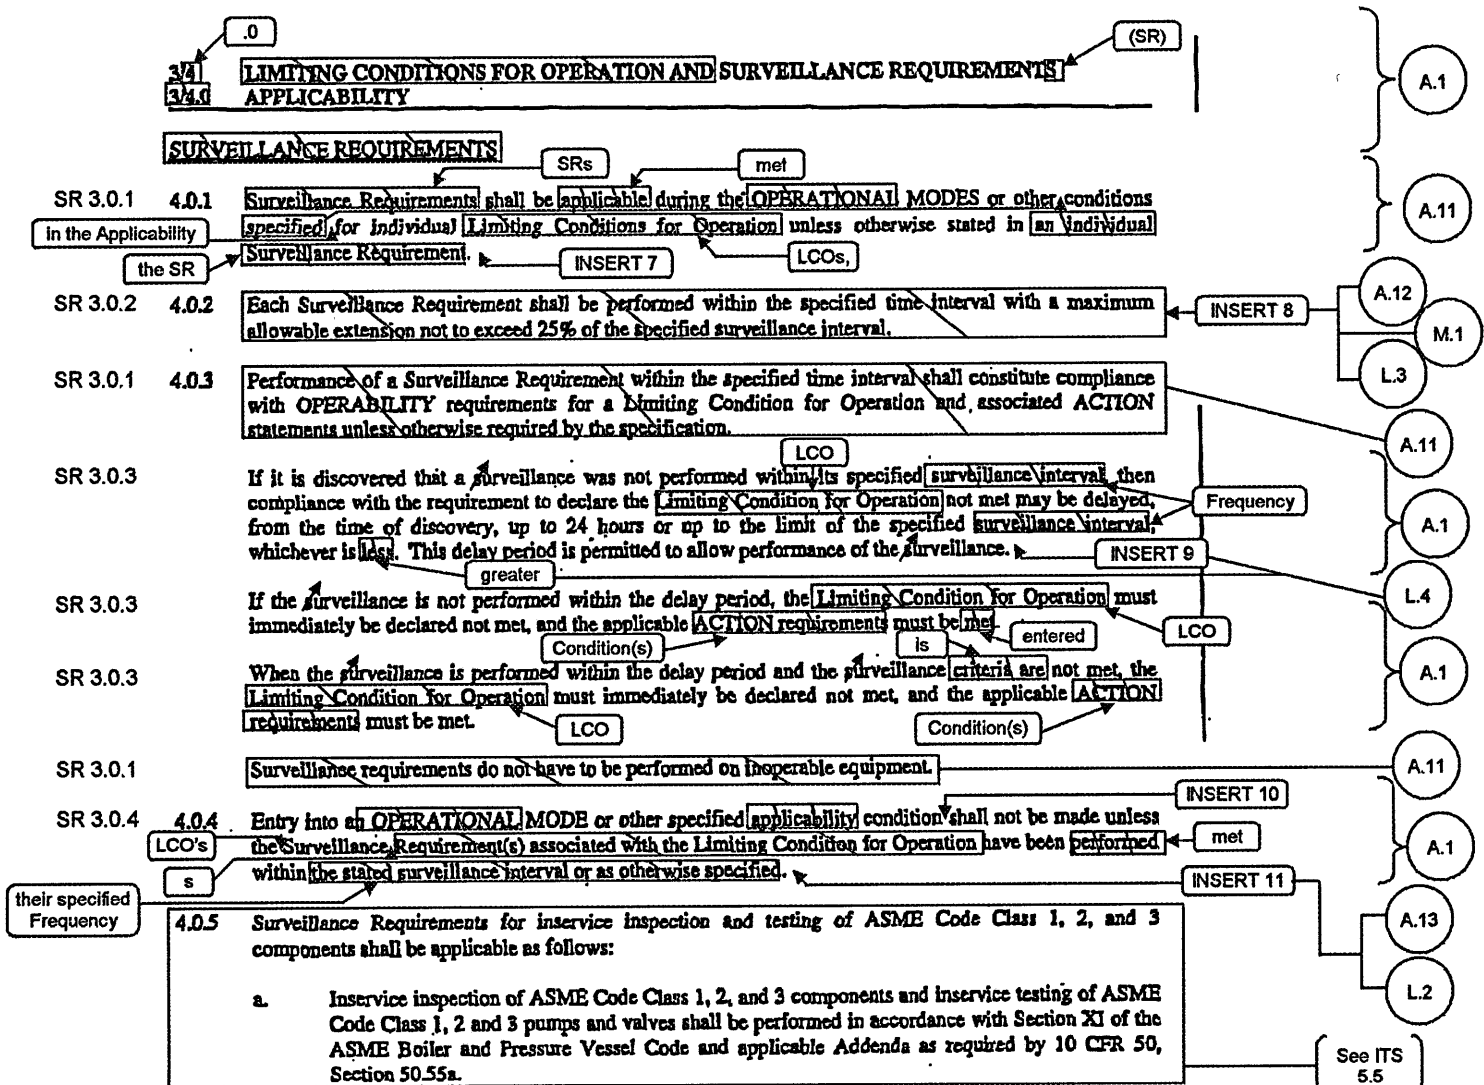 .0
(SR)
3/4 LIMITING CONDITIONS FOR OPERATION AND SURVEILLANCE REQUIREMENTS
3/4.0 APPLICABILITY
A.1
SURVEILLANCE REQUIREMENTS
SRs
met
SR 3.0.1 4.0.1 Surveillance Requirements shall be applicable during the OPERATIONAL MODES or other conditions
in the Applicability
specified for individual Limiting Conditions for Operation unless otherwise stated in an individual
A.11
the SR
Surveillance Requirement.
INSERT 7
LCOs,
SR 3.0.2 4.0.2 Each Surveillance Requirement shall be performed within the specified time interval with a maximum
allowable extension not to exceed 25% of the specified surveillance interval.
INSERT 8
A.12
M.1
L.3
SR 3.0.1 4.0.3 Performance of a Surveillance Requirement within the specified time interval shall constitute compliance
with OPERABILITY requirements for a Limiting Condition for Operation and associated ACTION
statements unless otherwise required by the specification.
A.11
LCO
SR 3.0.3 If it is discovered that a surveillance was not performed within its specified surveillance interval, then
compliance with the requirement to declare the Limiting Condition for Operation not met may be delayed,
Frequency
from the time of discovery, up to 24 hours or up to the limit of the specified surveillance interval,
whichever is less. This delay period is permitted to allow performance of the surveillance.
INSERT 9
A.1
greater
L.4
SR 3.0.3 If the surveillance is not performed within the delay period, the Limiting Condition for Operation must
immediately be declared not met, and the applicable ACTION requirements must be met.
Condition(s)
is
entered
LCO
SR 3.0.3 When the surveillance is performed within the delay period and the surveillance criteria are not met, the
Limiting Condition for Operation must immediately be declared not met, and the applicable ACTION
requirements must be met.
LCO
Condition(s)
A.1
SR 3.0.1 Surveillance requirements do not have to be performed on inoperable equipment.
A.11
INSERT 10
SR 3.0.4 4.0.4 Entry into an OPERATIONAL MODE or other specified applicability condition shall not be made unless
LCO's
the Surveillance Requirement(s) associated with the Limiting Condition for Operation have been performed
met
A.1
s
within the stated surveillance interval or as otherwise specified.
INSERT 11
their specified
Frequency
A.13
L.2
4.0.5 Surveillance Requirements for inservice inspection and testing of ASME Code Class 1, 2, and 3
components shall be applicable as follows:
a. Inservice inspection of ASME Code Class 1, 2, and 3 components and inservice testing of ASME
Code Class 1, 2 and 3 pumps and valves shall be performed in accordance with Section XI of the
ASME Boiler and Pressure Vessel Code and applicable Addenda as required by 10 CFR 50,
Section 50.55a.
See ITS
5.5